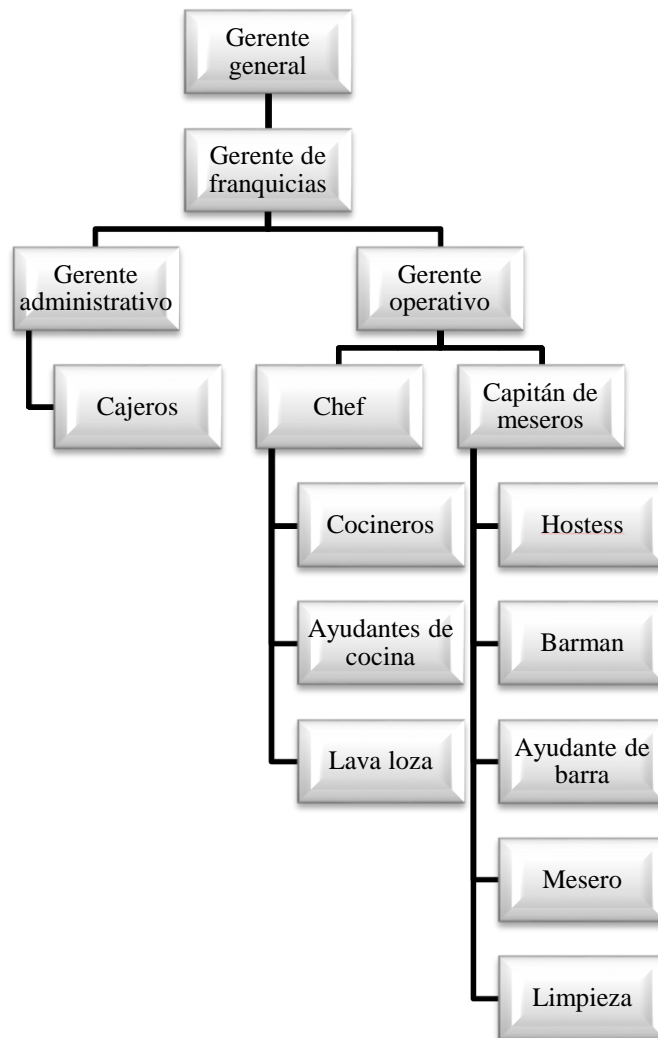 Gerente
general
Gerente de
franquicias
Gerente
administrativo
Gerente
operativo
Cajeros
Chef
Capitán de
meseros
Cocineros
Hostess
Ayudantes de
cocina
Barman
Lava loza
Ayudante de
barra
Mesero
Limpieza